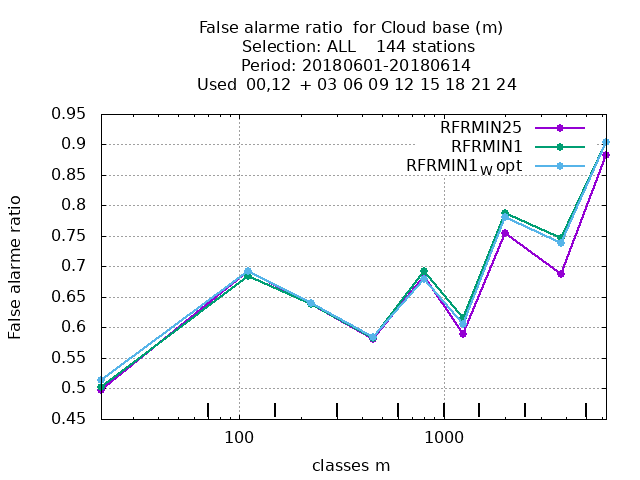 False alarme ratio  for Cloud base (m)
Selection: ALL    144 stations
Period: 20180601-20180614
Used  00,12  + 03 06 09 12 15 18 21 24
0.95
0.9
0.85
0.8
0.75
0.7
0.65
0.6
0.55
0.5
0.45
False alarme ratio
RFRMIN25
RFRMIN1
RFRMIN1W opt
100
1000
classes m